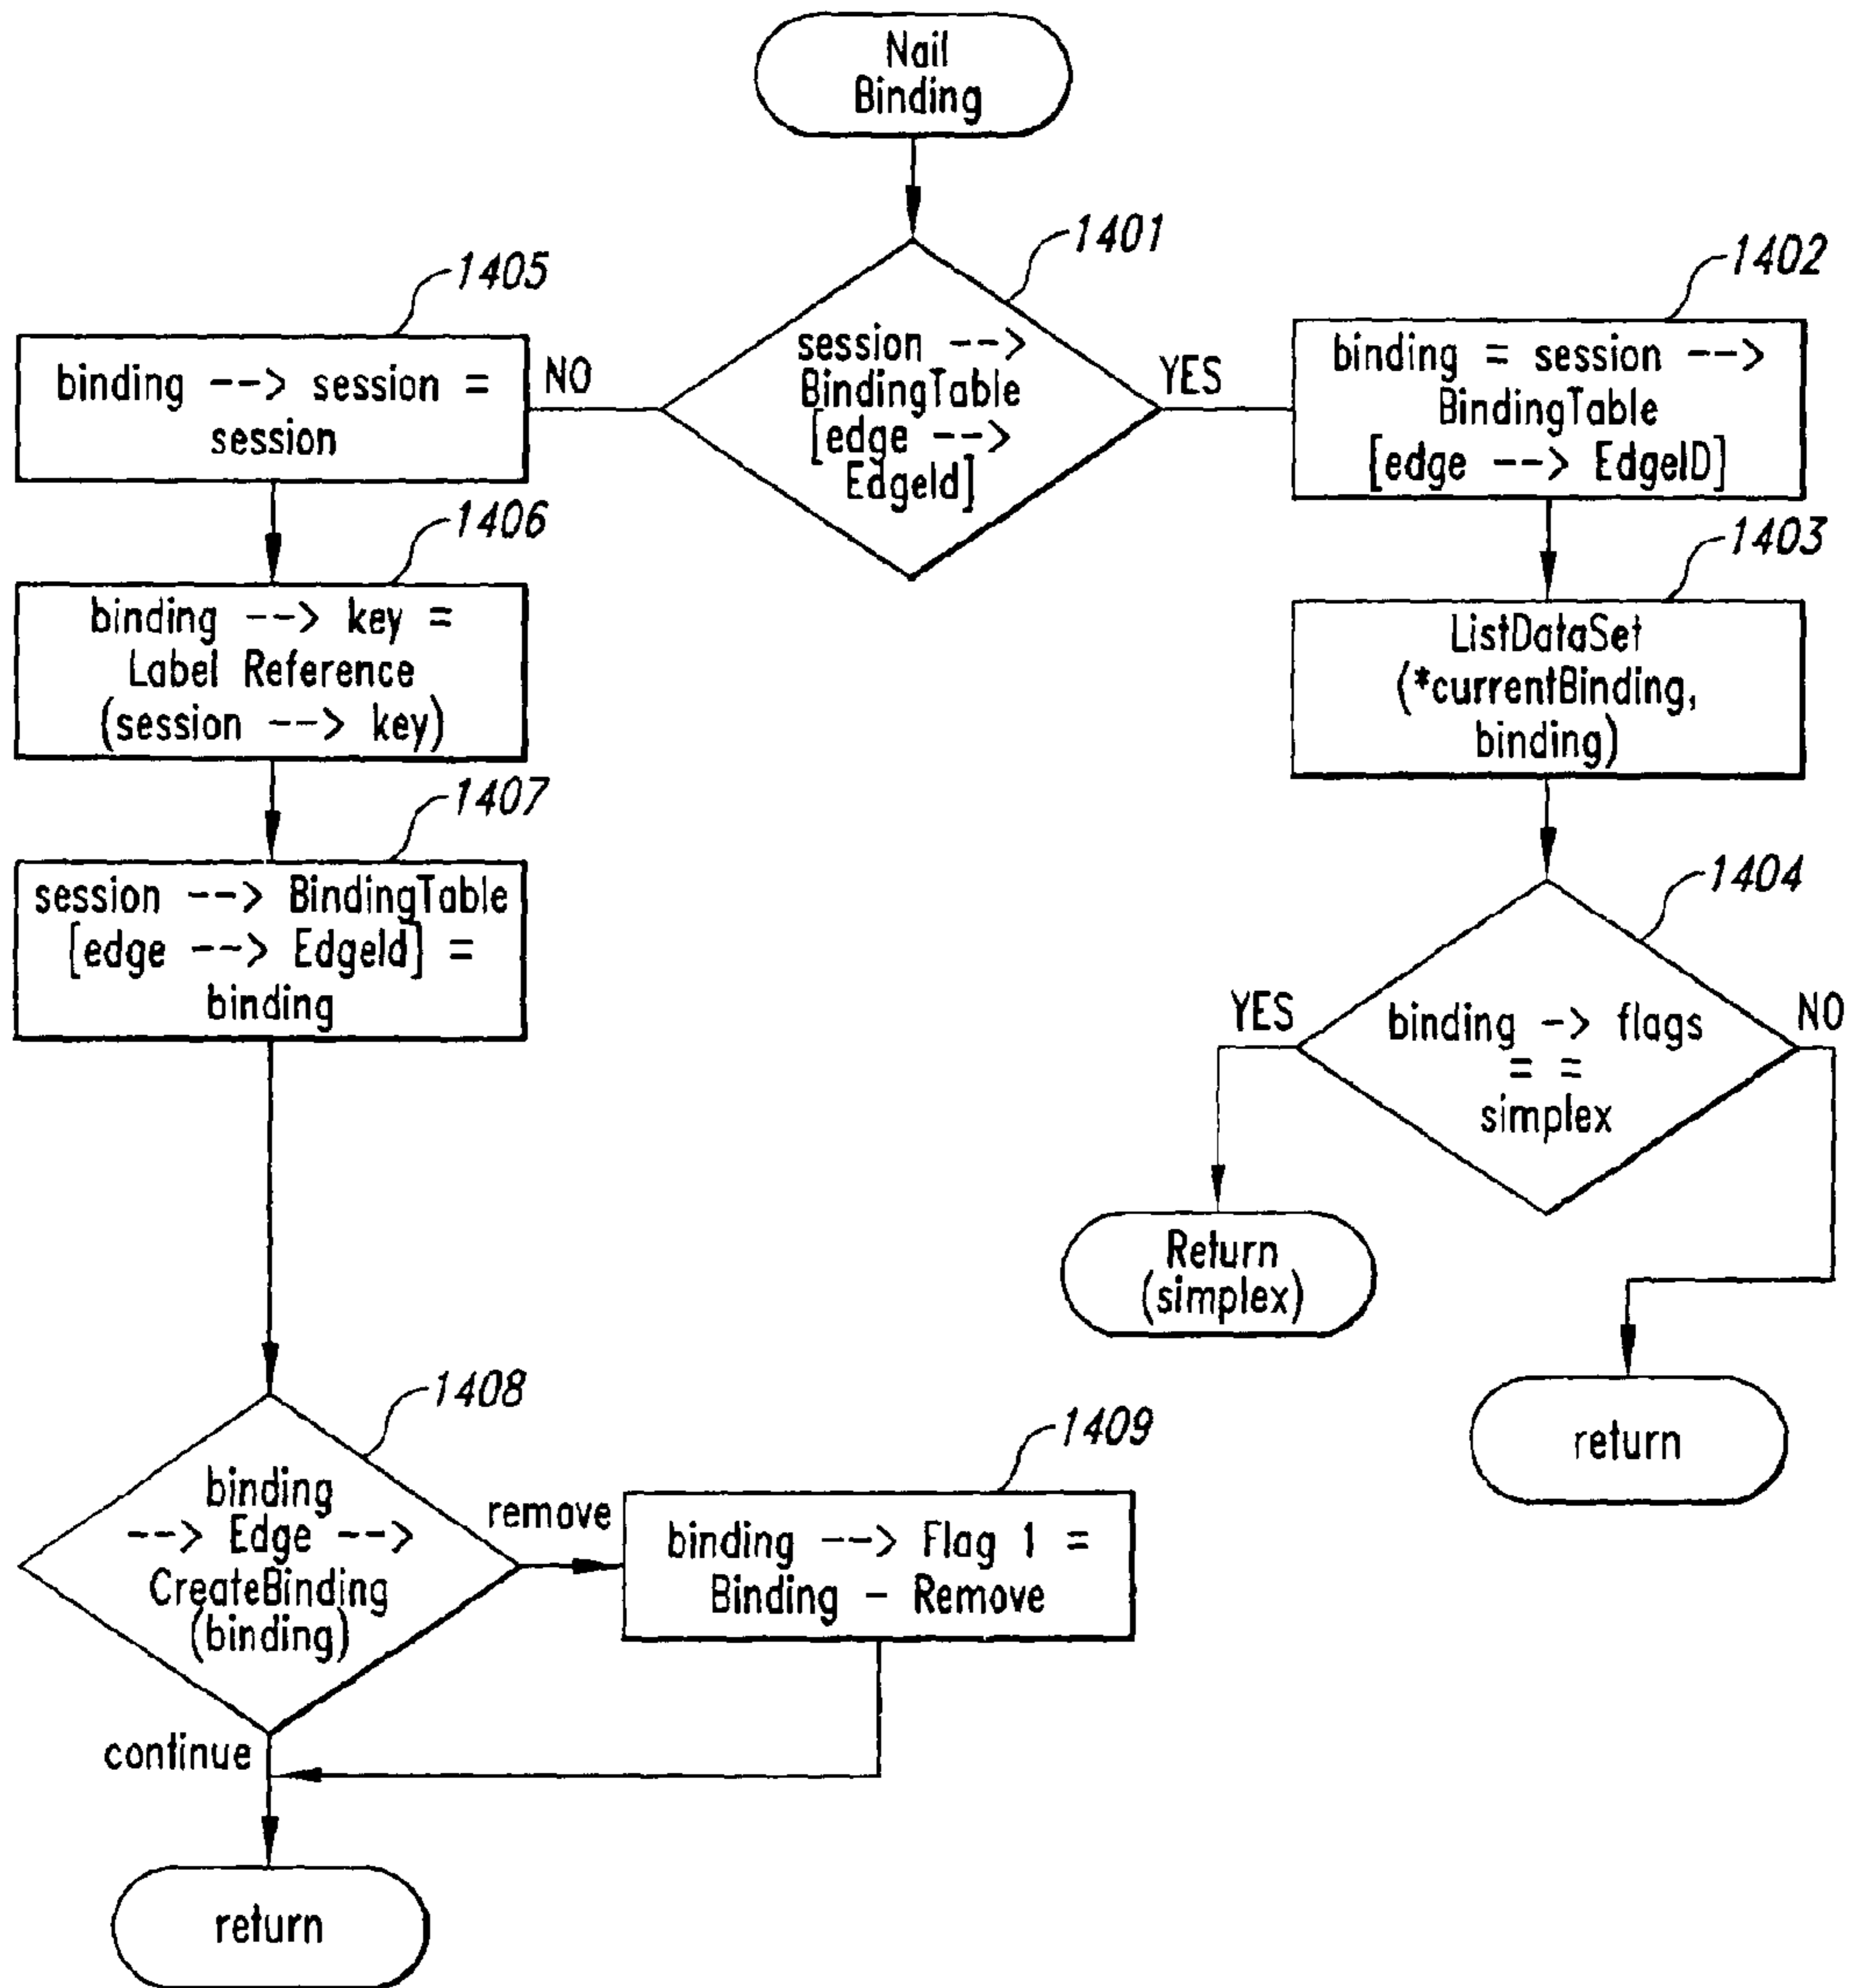 Nail
Binding
1401
session -->
BindingTable
[edge -->
EdgeId]
NO
YES
1405
binding --> session =
session
1406
binding --> key =
Label Reference
(session --> key)
1407
session --> BindingTable
[edge --> EdgeId] =
binding
1408
binding
--> Edge -->
CreateBinding
(binding)
remove
continue
1409
binding --> Flag 1 =
Binding - Remove
return
1402
binding = session -->
BindingTable
[edge --> EdgeID]
1403
ListDataSet
(*currentBinding,
binding)
1404
binding -> flags
= =
simplex
YES
NO
Return
(simplex)
return